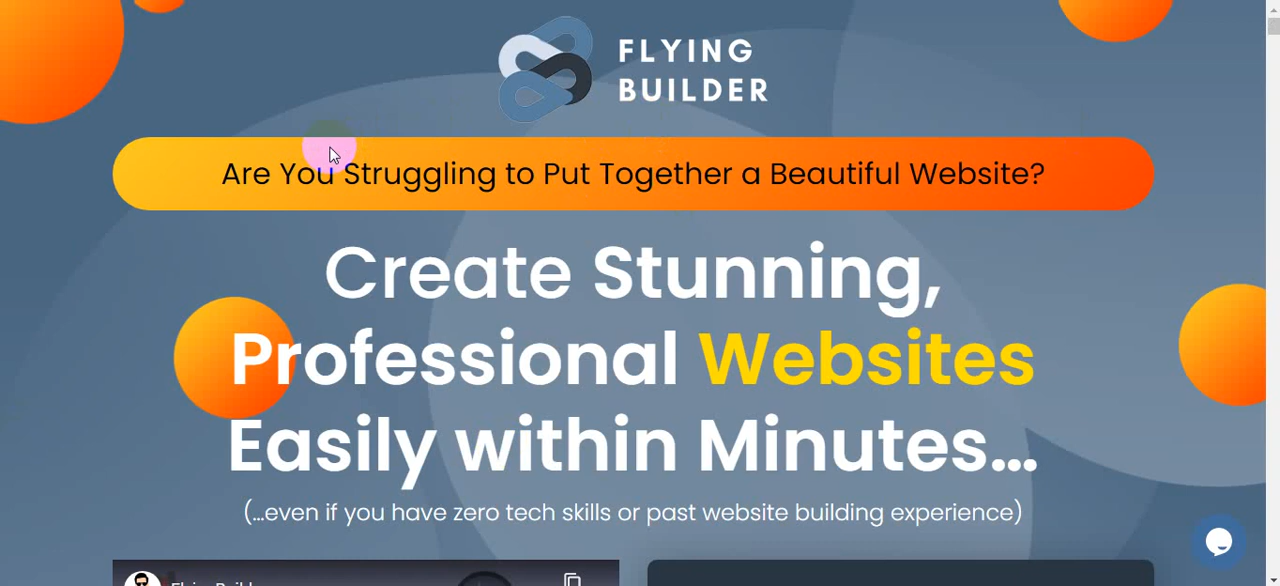 FLYING
BUILDER
Are You Struggling to Put Together a Beautiful Website?
Create Stunning,
Professional Websites
Easily within Minutes...
(...even if you have zero tech skills or past website building experience)